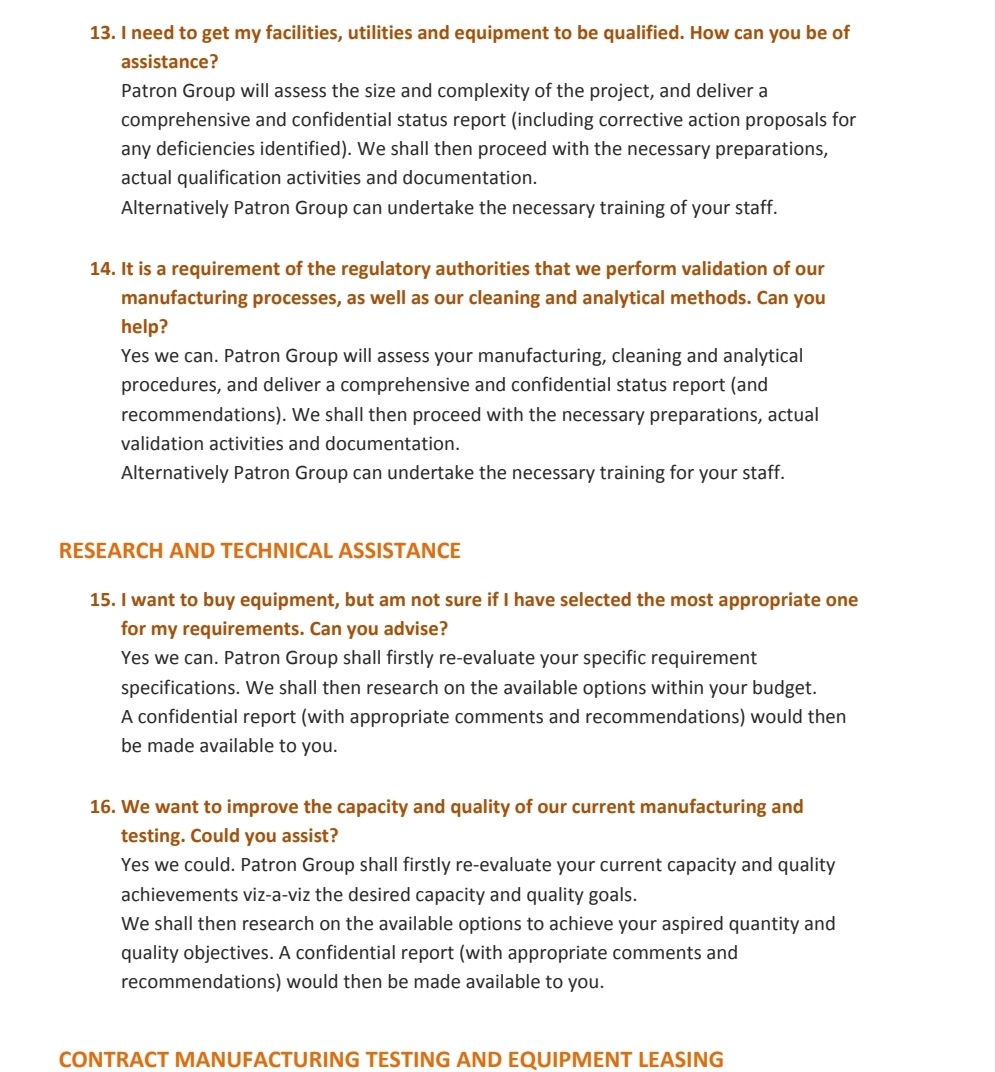 13. I need to get my facilities, utilities and equipment to be qualified. How can you be of
assistance?
Patron Group will assess the size and complexity of the project, and deliver a
comprehensive and confidential status report (including corrective action proposals for
any deficiencies identified). We shall then proceed with the necessary preparations,
actual qualification activities and documentation.
Alternatively Patron Group can undertake the necessary training of your staff.
14. It is a requirement of the regulatory authorities that we perform validation of our
manufacturing processes, as well as our cleaning and analytical methods. Can you
help?
Yes we can. Patron Group will assess your manufacturing, cleaning and analytical
procedures, and deliver a comprehensive and confidential status report (and
recommendations). We shall then proceed with the necessary preparations, actual
validation activities and documentation.
Alternatively Patron Group can undertake the necessary training for your staff.
RESEARCH AND TECHNICAL ASSISTANCE
15. I want to buy equipment, but am not sure if I have selected the most appropriate one
for my requirements. Can you advise?
Yes we can. Patron Group shall firstly re-evaluate your specific requirement
specifications. We shall then research on the available options within your budget.
A confidential report (with appropriate comments and recommendations) would then
be made available to you.
16. We want to improve the capacity and quality of our current manufacturing and
testing. Could you assist?
Yes we could. Patron Group shall firstly re-evaluate your current capacity and quality
achievements viz-a-viz the desired capacity and quality goals.
We shall then research on the available options to achieve your aspired quantity and
quality objectives. A confidential report (with appropriate comments and
recommendations) would then be made available to you.
CONTRACT MANUFACTURING TESTING AND EQUIPMENT LEASING